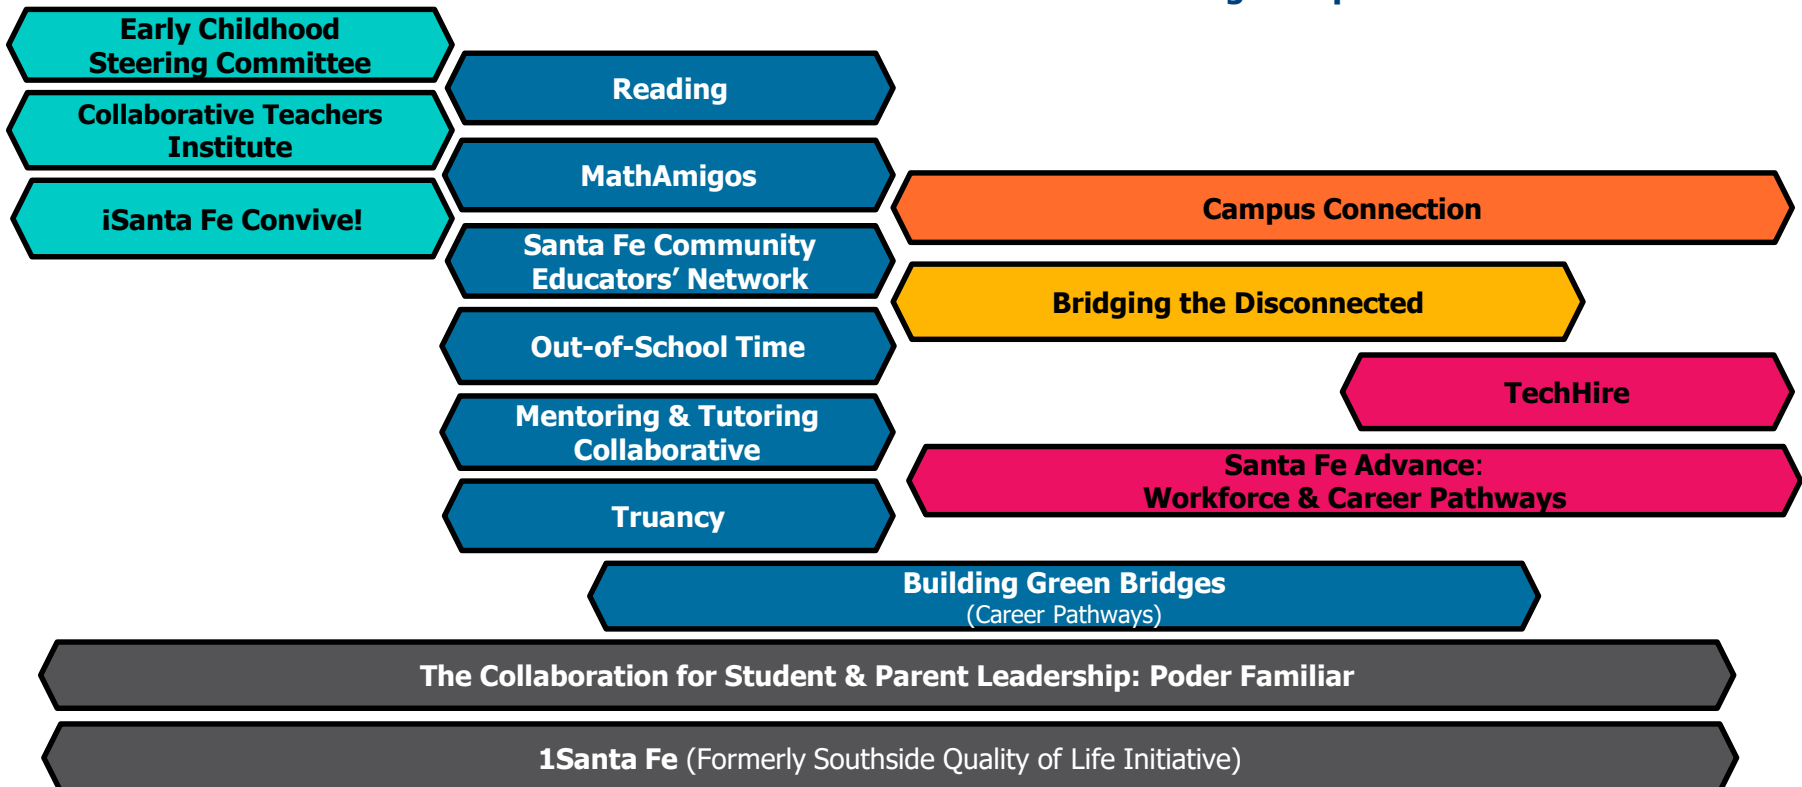 Early Childhood
Steering Committee
Collaborative Teachers
Institute
iSanta Fe Convive!
Reading
MathAmigos
Santa Fe Community
Educators’ Network
Out-of-School Time
Mentoring & Tutoring
Collaborative
Truancy
Campus Connection
Bridging the Disconnected
TechHire
Santa Fe Advance:
Workforce & Career Pathways
Building Green Bridges
(Career Pathways)
The Collaboration for Student & Parent Leadership: Poder Familiar
1Santa Fe (Formerly Southside Quality of Life Initiative)